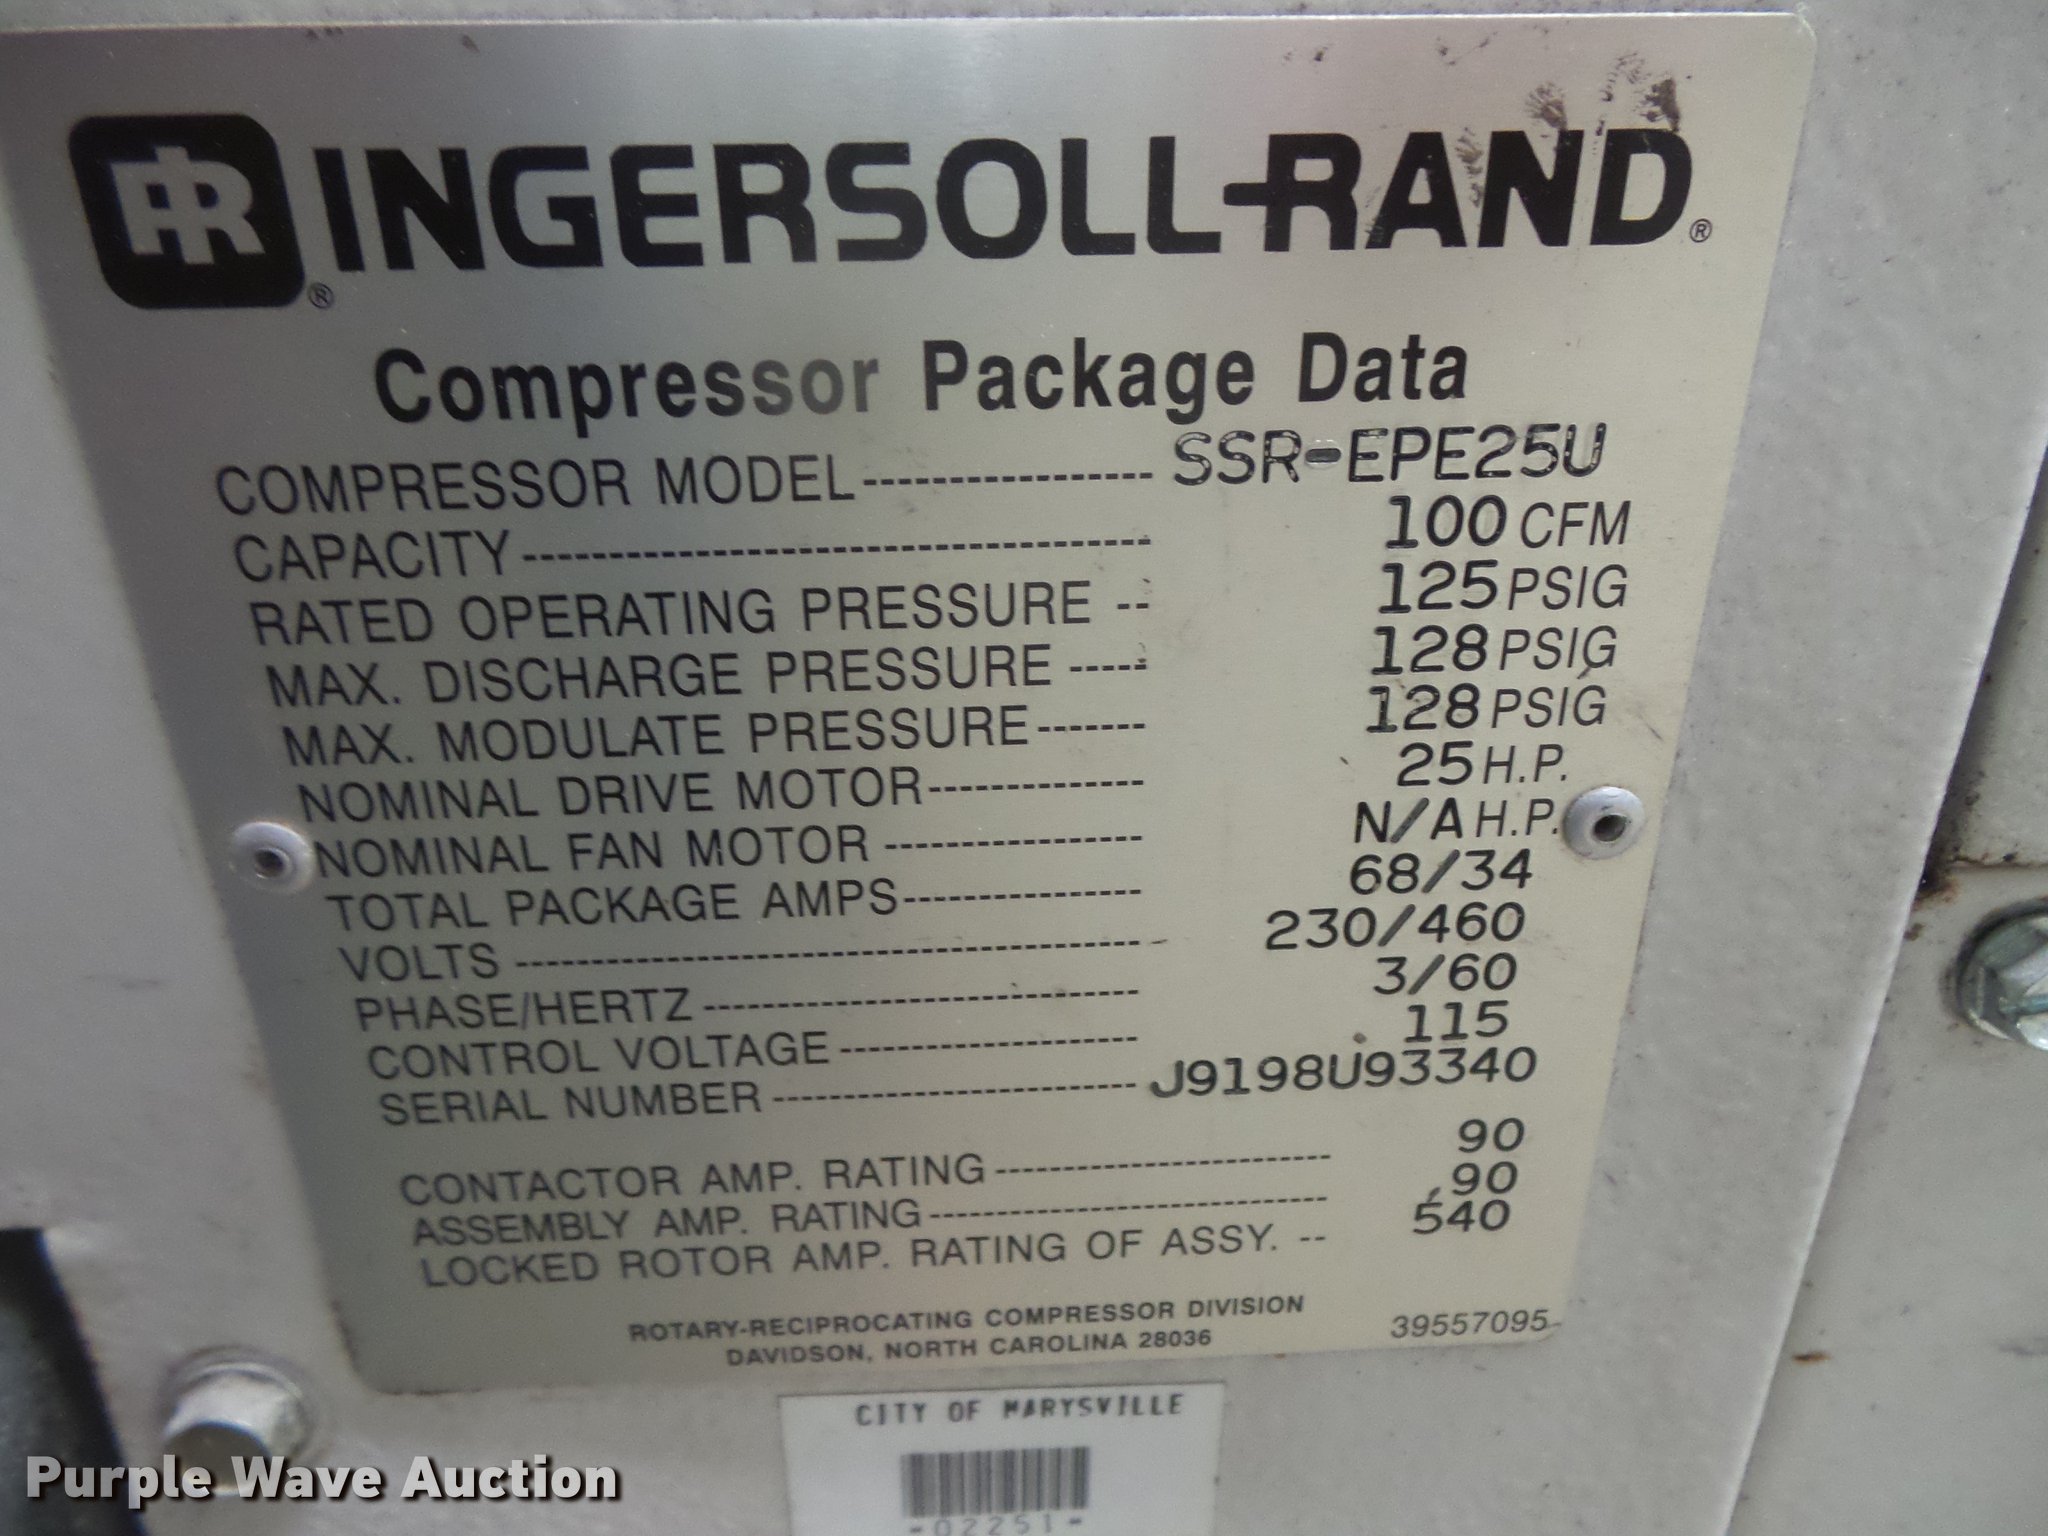 IR® INGERSOLL-RAND®
Compressor Package Data
COMPRESSOR MODEL---------------- SSR-EPE25U
CAPACITY------------------------------------ 100 CFM
RATED OPERATING PRESSURE -- 125 PSIG
MAX. DISCHARGE PRESSURE ----- 128 PSIG
MAX. MODULATE PRESSURE------- 128 PSIG
NOMINAL DRIVE MOTOR-------------- 25 H.P.
NOMINAL FAN MOTOR ---------------- N/A H.P.
TOTAL PACKAGE AMPS--------------- 68/34
VOLTS ---------------------------------------- 230/460
PHASE/HERTZ ----------------------------- 3/60
CONTROL VOLTAGE -------------------- 115
SERIAL NUMBER ------------------------- J9198U93340
CONTACTOR AMP. RATING------------------------ 90
ASSEMBLY AMP. RATING----------------------------- 90
LOCKED ROTOR AMP. RATING OF ASSY. -- 540
ROTARY-RECIPROCATING COMPRESSOR DIVISION
DAVIDSON, NORTH CAROLINA 28036
39557095
CITY OF MARYSVILLE
-02251-
Purple Wave Auction